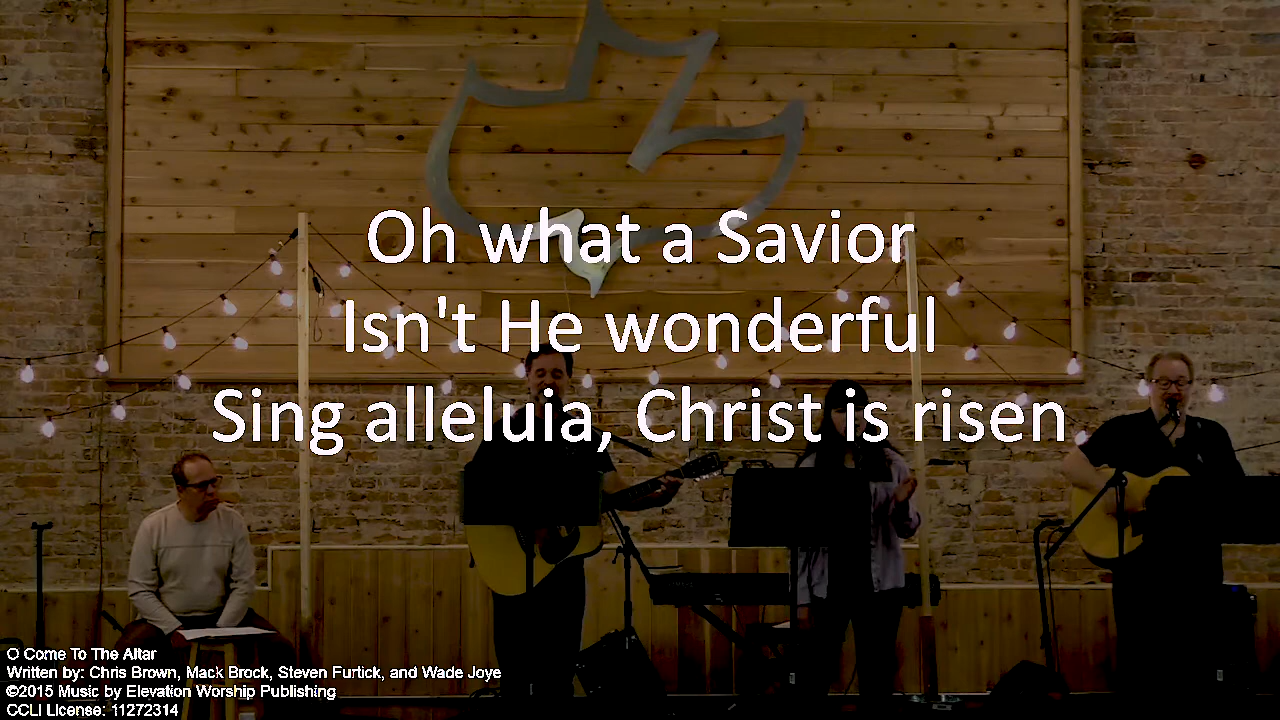 Oh what a Savior
Isn't He wonderful
Sing alleluia, Christ is risen
O Come To The Altar
Written by: Chris Brown, Mack Brock, Steven Furtick, and Wade Joye
©2015 Music by Elevation Worship Publishing
CCLI License: 11272314